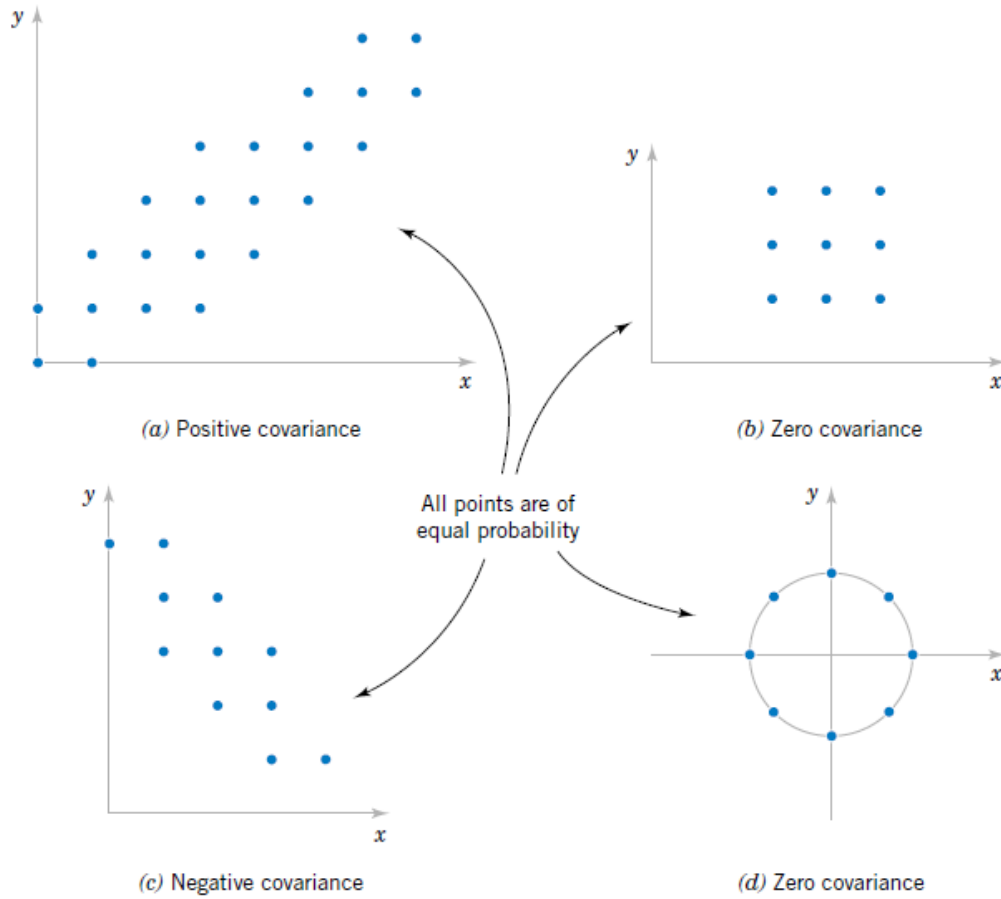 y
x
(a) Positive covariance
y
x
(b) Zero covariance
All points are of
equal probability
y
x
(c) Negative covariance
y
x
(d) Zero covariance